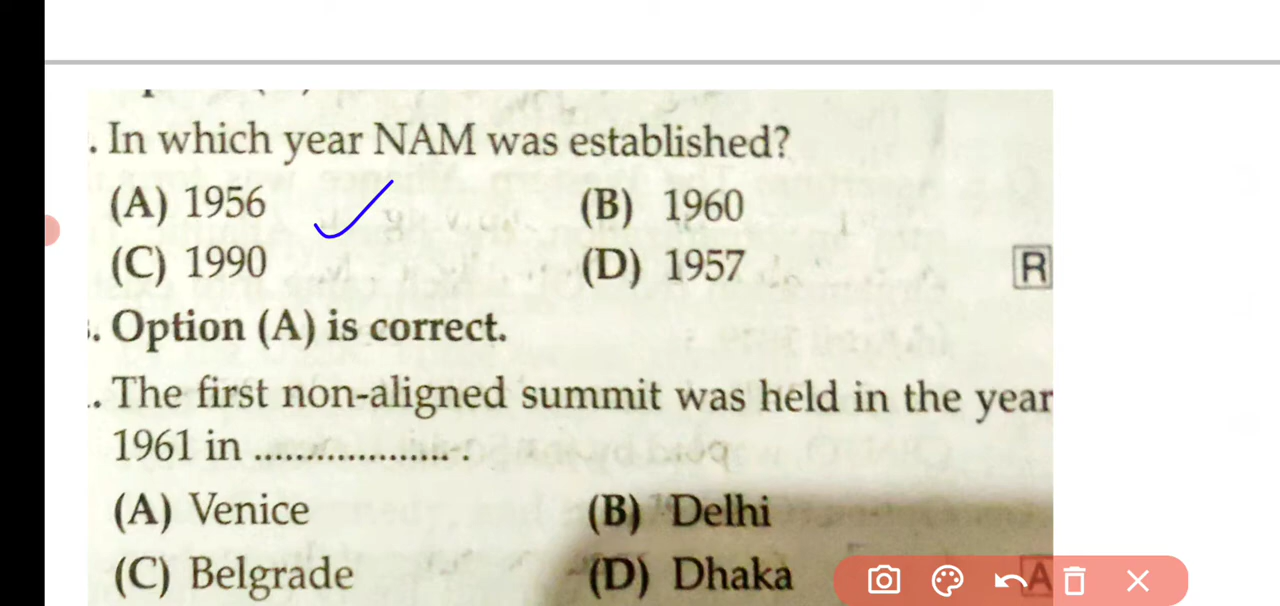 . In which year NAM was established?
(A) 1956 (B) 1960
(C) 1990 (D) 1957 R
. Option (A) is correct.
. The first non-aligned summit was held in the year
1961 in ................... .
(A) Venice (B) Delhi
(C) Belgrade (D) Dhaka A